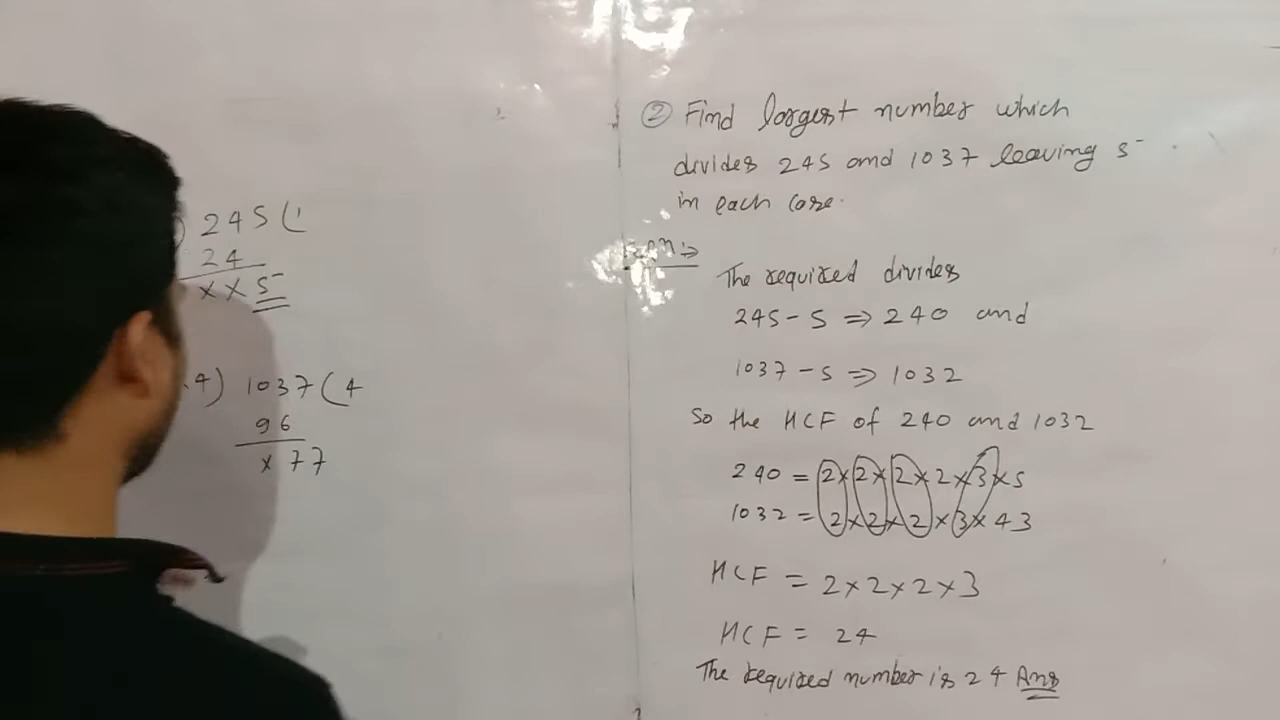 ) 245 (1
24
x x 5
4) 1037 (4
96
x 77
② Find largest number which
divides 245 and 1037 leaving 5
in each case.
The required divides
245 - 5 ⇒ 240 and
1037 - 5 ⇒ 1032
So the HCF of 240 and 1032
240 = 2 x 2 x 2 x 2 x 3 x 5
1032 = 2 x 2 x 2 x 3 x 43
HCF = 2 x 2 x 2 x 3
HCF = 24
The required number is 24 Ans